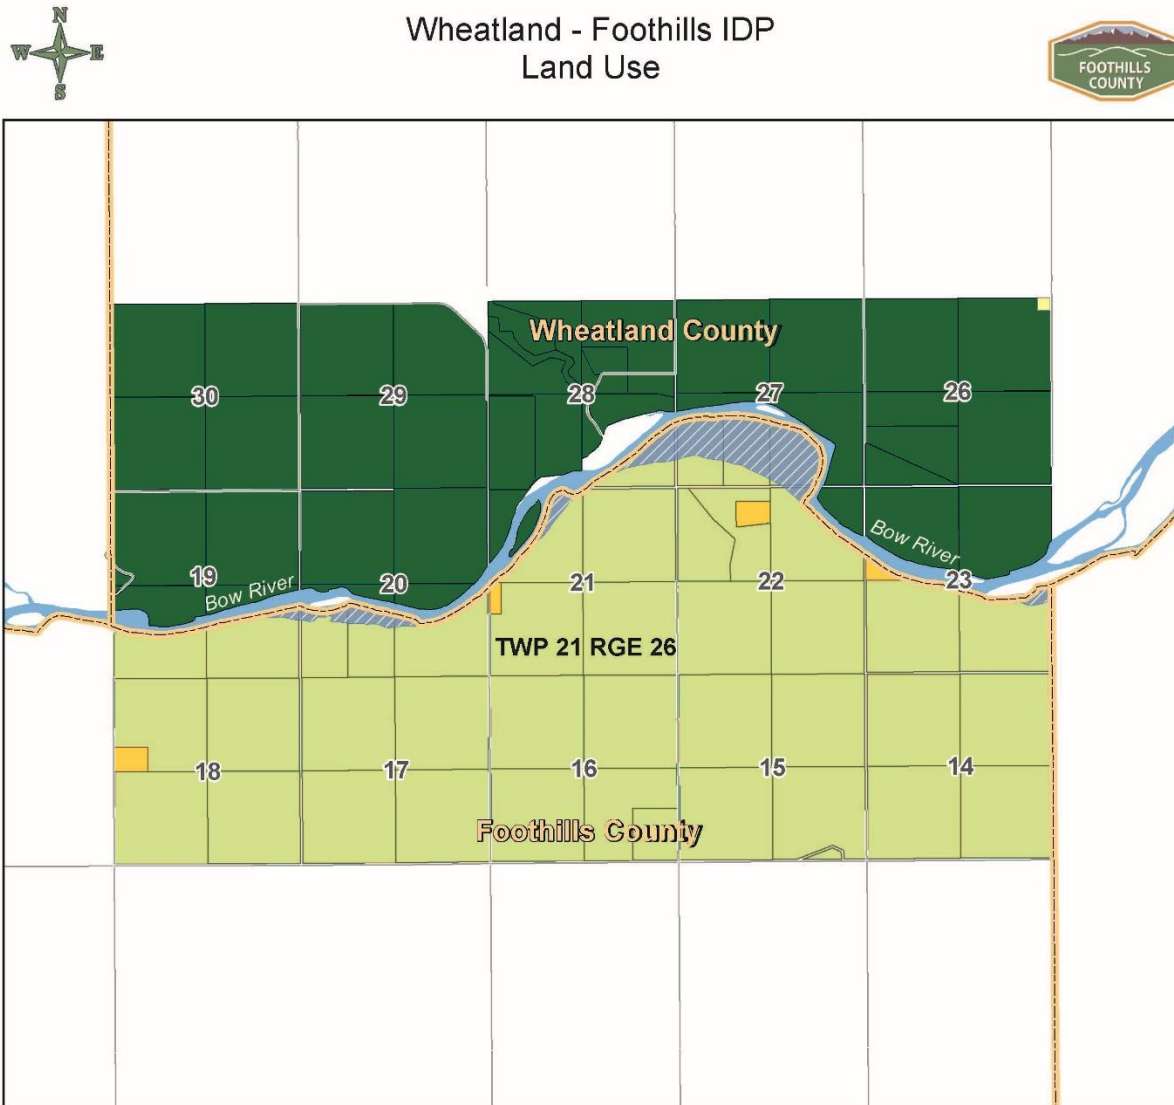 N
W E
S
Wheatland - Foothills IDP
Land Use
FOOTHILLS
COUNTY
Wheatland County
30
29
28
27
26
Bow River
19
Bow River
20
21
22
23
TWP 21 RGE 26
18
17
16
15
14
Foothills County